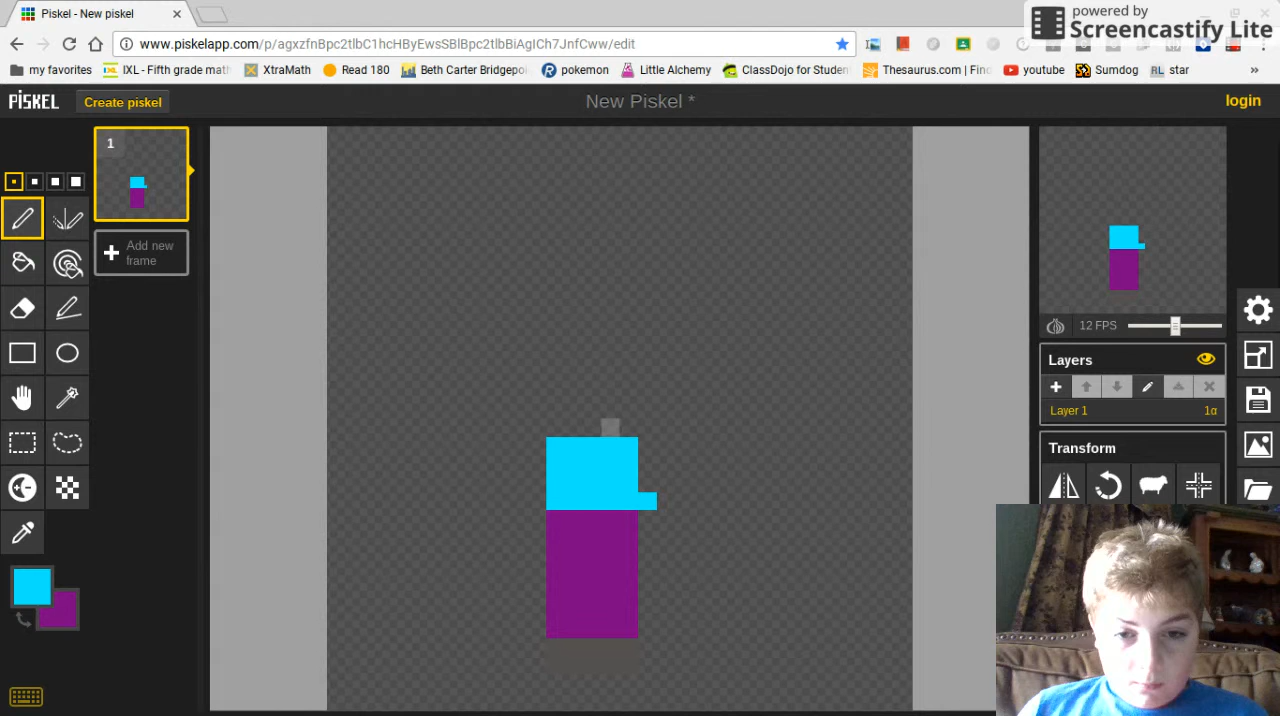 Piskel - New piskel
powered by
Screencastify Lite
www.piskelapp.com/p/agxzfnBpc2tlbC1hcHByEwsSBlBpc2tlbBiAgICh7JnfCww/edit
my favorites
IXL - Fifth grade math
XtraMath
Read 180
Beth Carter Bridgepo
pokemon
Little Alchemy
ClassDojo for Studen
Thesaurus.com | Find
youtube
Sumdog
RL star
»
PISKEL
Create piskel
New Piskel *
login
1
Add new
frame
12 FPS
Layers
Layer 1
1α
Transform